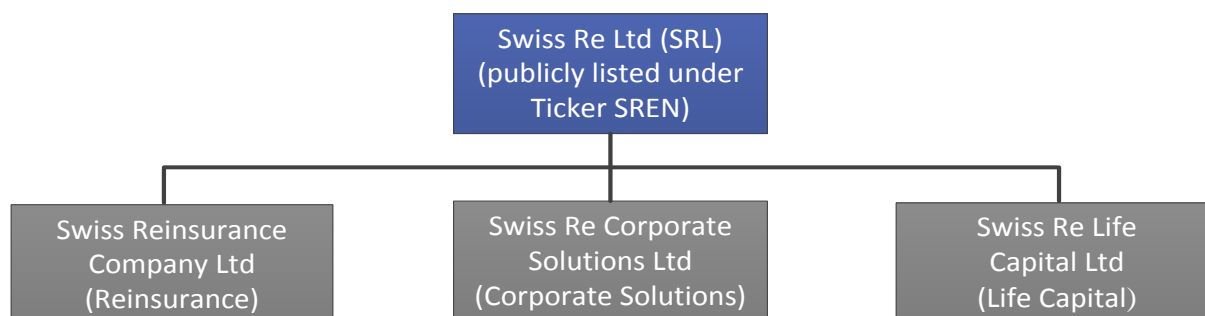 Swiss Re Ltd (SRL)
(publicly listed under
Ticker SREN)
Swiss Reinsurance
Company Ltd
(Reinsurance)
Swiss Re Corporate
Solutions Ltd
(Corporate Solutions)
Swiss Re Life
Capital Ltd
(Life Capital)